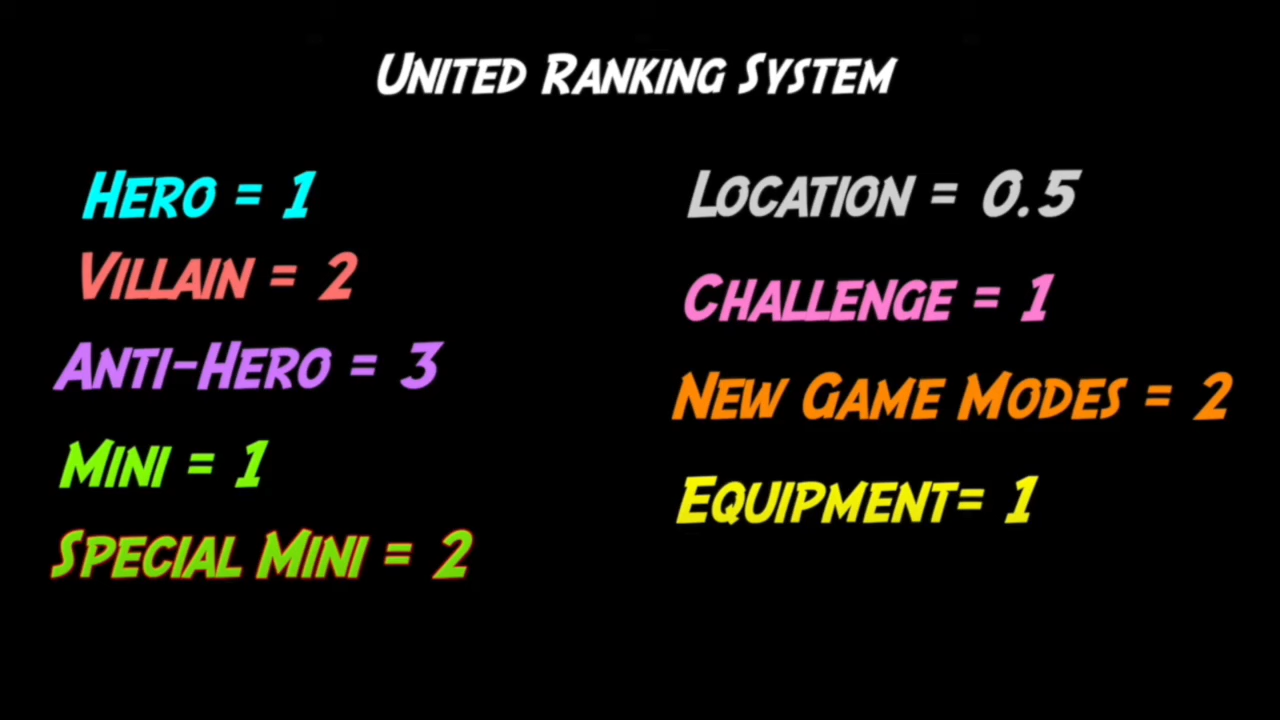 United Ranking System
Hero = 1
Villain = 2
Anti-Hero = 3
Mini = 1
Special Mini = 2
Location = 0.5
Challenge = 1
New Game Modes = 2
Equipment= 1